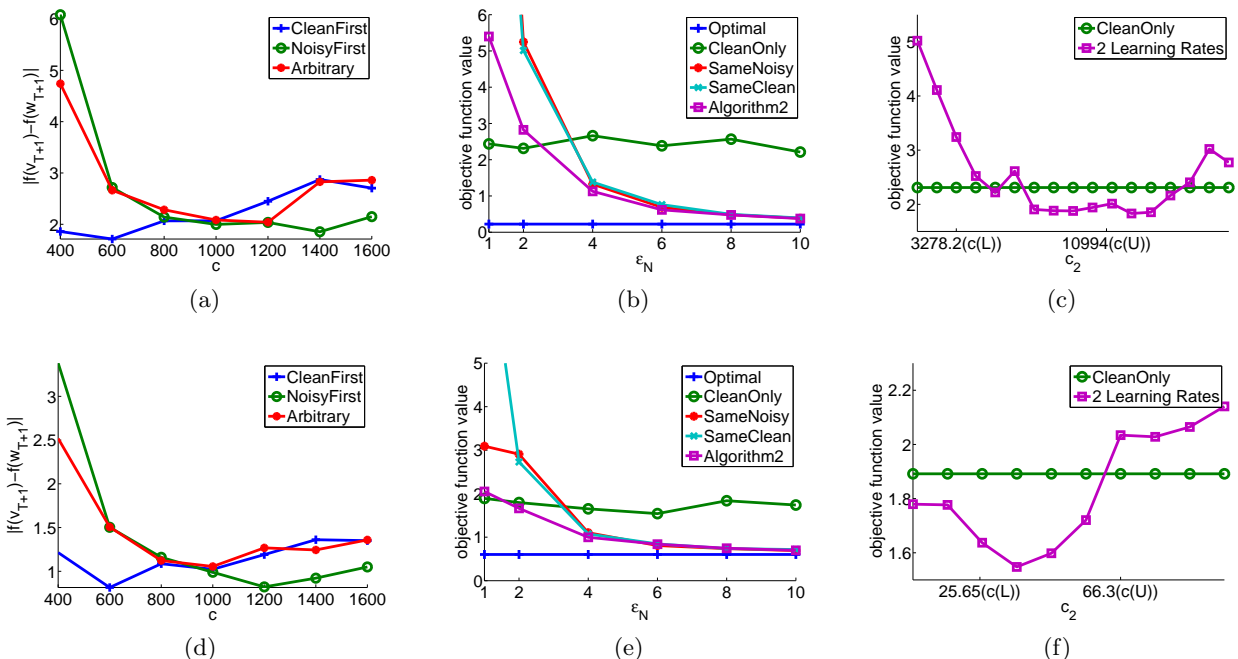 6
5
4
3
2
400 600 800 1000 1200 1400 1600
c
|f(v_{T+1})−f(w_{T+1})|
CleanFirst
NoisyFirst
Arbitrary
(a)
6
5
4
3
2
1
0
1 2 4 6 8 10
ε_N
objective function value
Optimal
CleanOnly
SameNoisy
SameClean
Algorithm2
(b)
5
4
3
2
3278.2(c(L)) 10994(c(U))
c_2
objective function value
CleanOnly
2 Learning Rates
(c)
3
2.5
2
1.5
1
400 600 800 1000 1200 1400 1600
c
|f(v_{T+1})−f(w_{T+1})|
CleanFirst
NoisyFirst
Arbitrary
(d)
5
4
3
2
1
0
1 2 4 6 8 10
ε_N
objective function value
Optimal
CleanOnly
SameNoisy
SameClean
Algorithm2
(e)
2.2
2
1.8
1.6
25.65(c(L)) 66.3(c(U))
c_2
objective function value
CleanOnly
2 Learning Rates
(f)